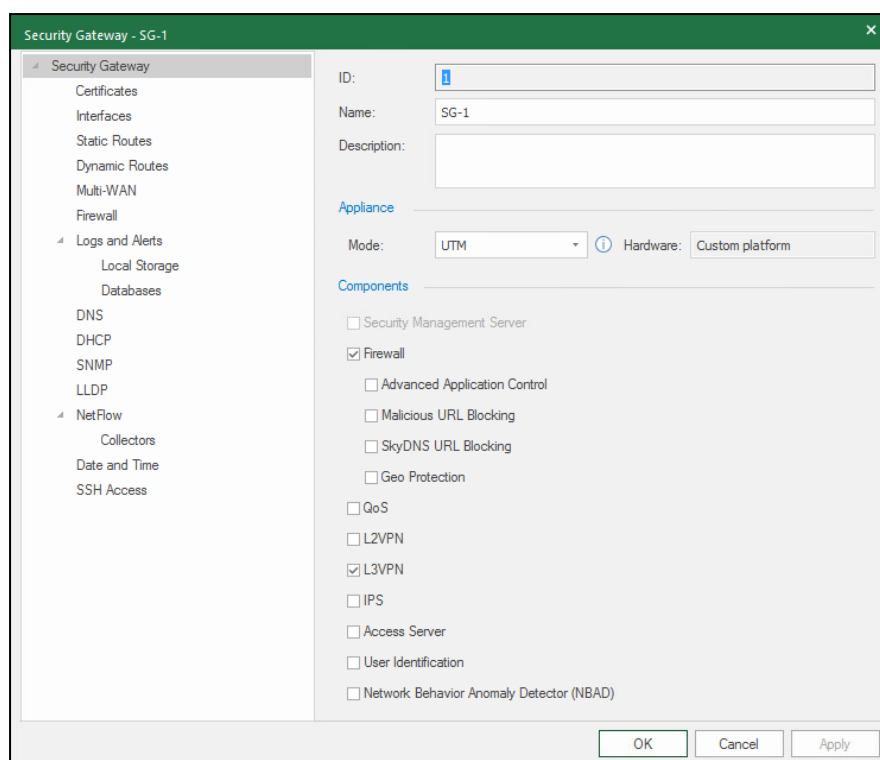 Security Gateway - SG-1
Security Gateway
Certificates
Interfaces
Static Routes
Dynamic Routes
Multi-WAN
Firewall
Logs and Alerts
Local Storage
Databases
DNS
DHCP
SNMP
LLDP
NetFlow
Collectors
Date and Time
SSH Access
ID: 1
Name: SG-1
Description:
Appliance
Mode: UTM Hardware: Custom platform
Components
Security Management Server
Firewall
Advanced Application Control
Malicious URL Blocking
SkyDNS URL Blocking
Geo Protection
QoS
L2VPN
L3VPN
IPS
Access Server
User Identification
Network Behavior Anomaly Detector (NBAD)
OK Cancel Apply